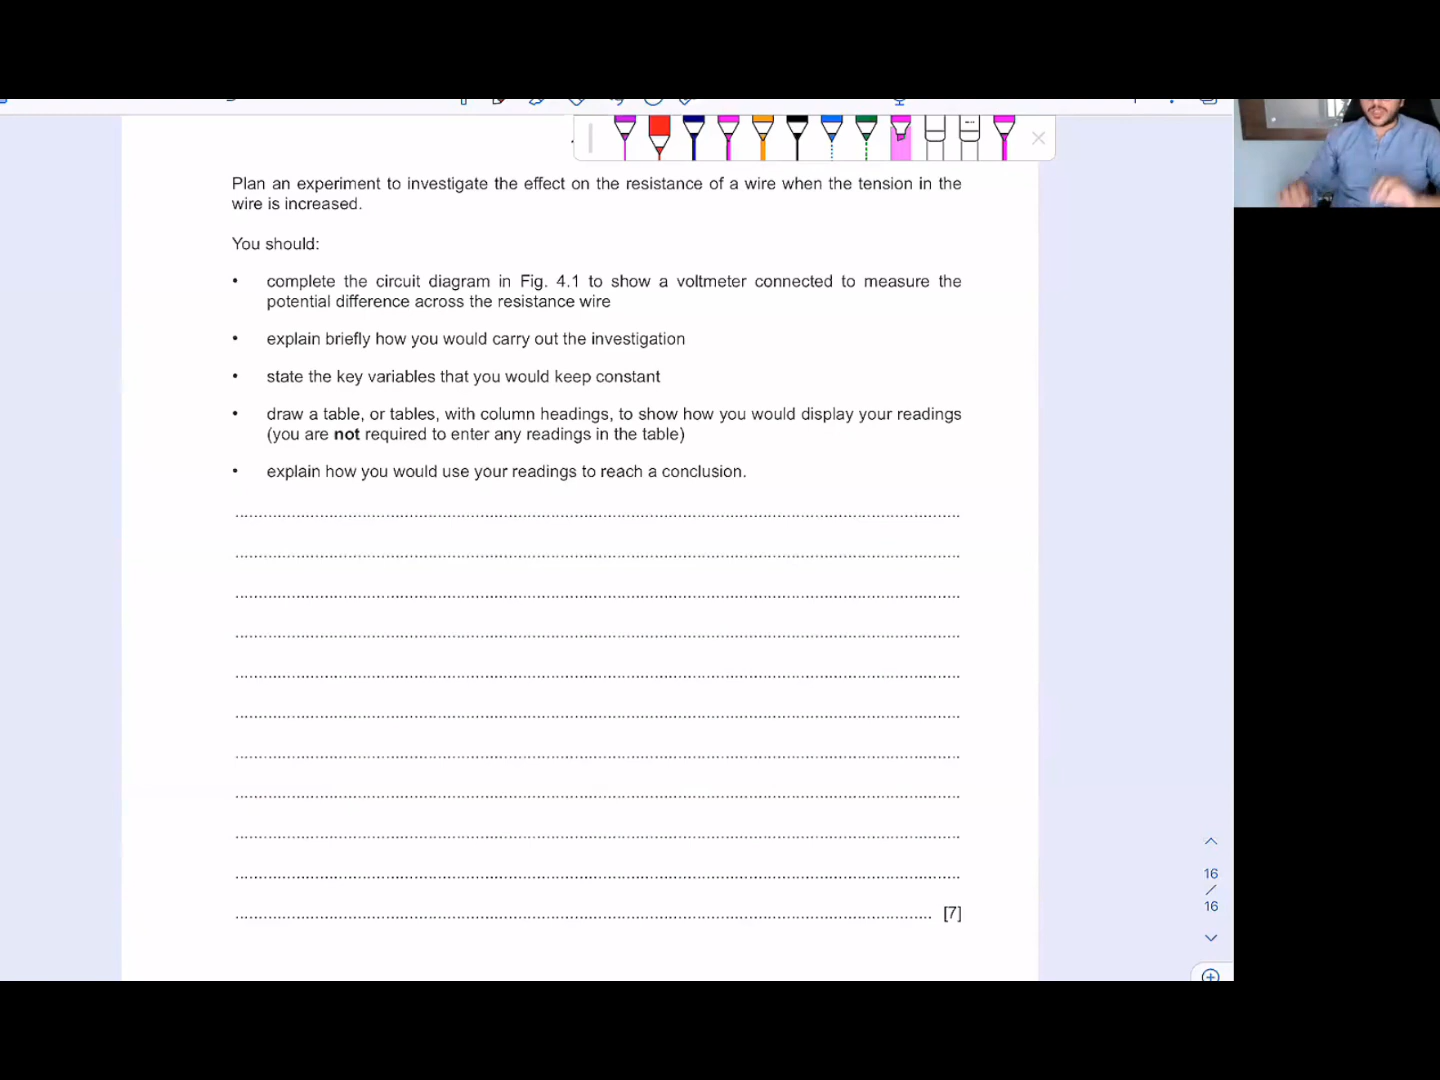 Plan an experiment to investigate the effect on the resistance of a wire when the tension in the
wire is increased.
You should:
• complete the circuit diagram in Fig. 4.1 to show a voltmeter connected to measure the
potential difference across the resistance wire
• explain briefly how you would carry out the investigation
• state the key variables that you would keep constant
• draw a table, or tables, with column headings, to show how you would display your readings
(you are not required to enter any readings in the table)
• explain how you would use your readings to reach a conclusion.
[7]
16
/
16